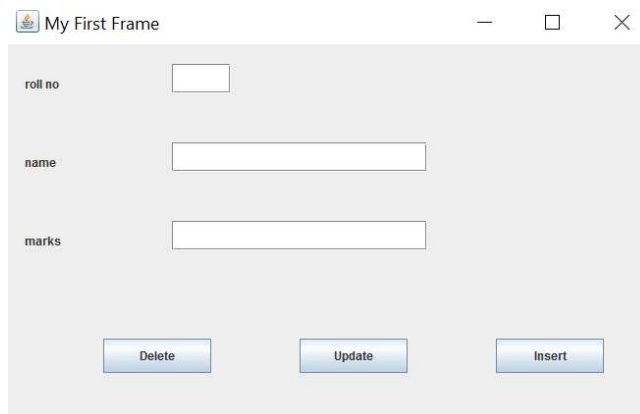 My First Frame
roll no
name
marks
Delete Update Insert